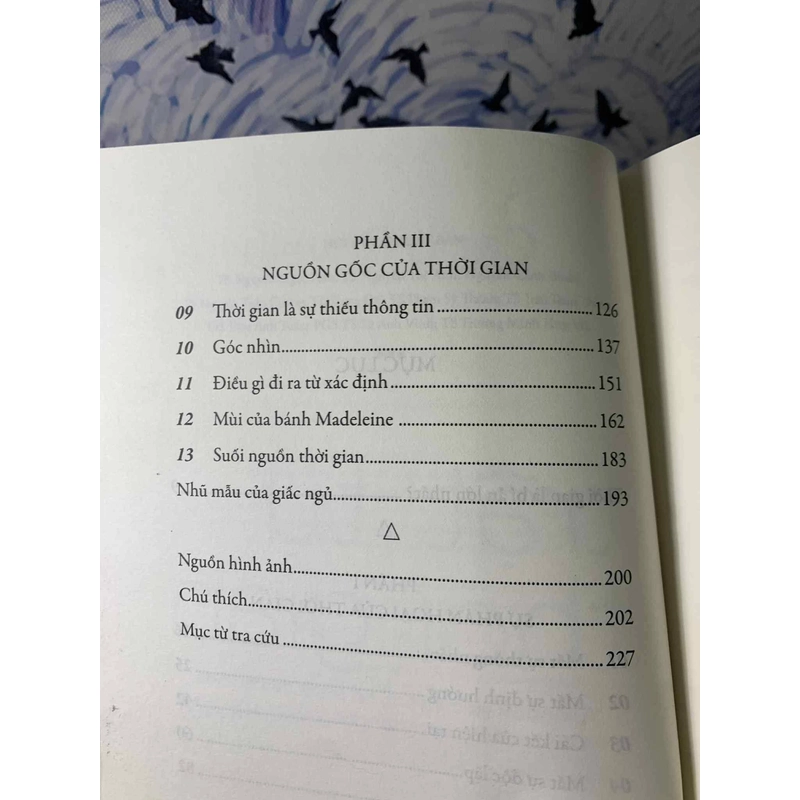 PHẦN III
NGUỒN GỐC CỦA THỜI GIAN
09 Thời gian là sự thiếu thông tin 126
10 Góc nhìn 137
11 Điều gì đi ra từ xác định 151
12 Mùi của bánh Madeleine 162
13 Suối nguồn thời gian 183
Nhũ mẫu của giấc ngủ 193
△
Nguồn hình ảnh 200
Chú thích 202
Mục từ tra cứu 227